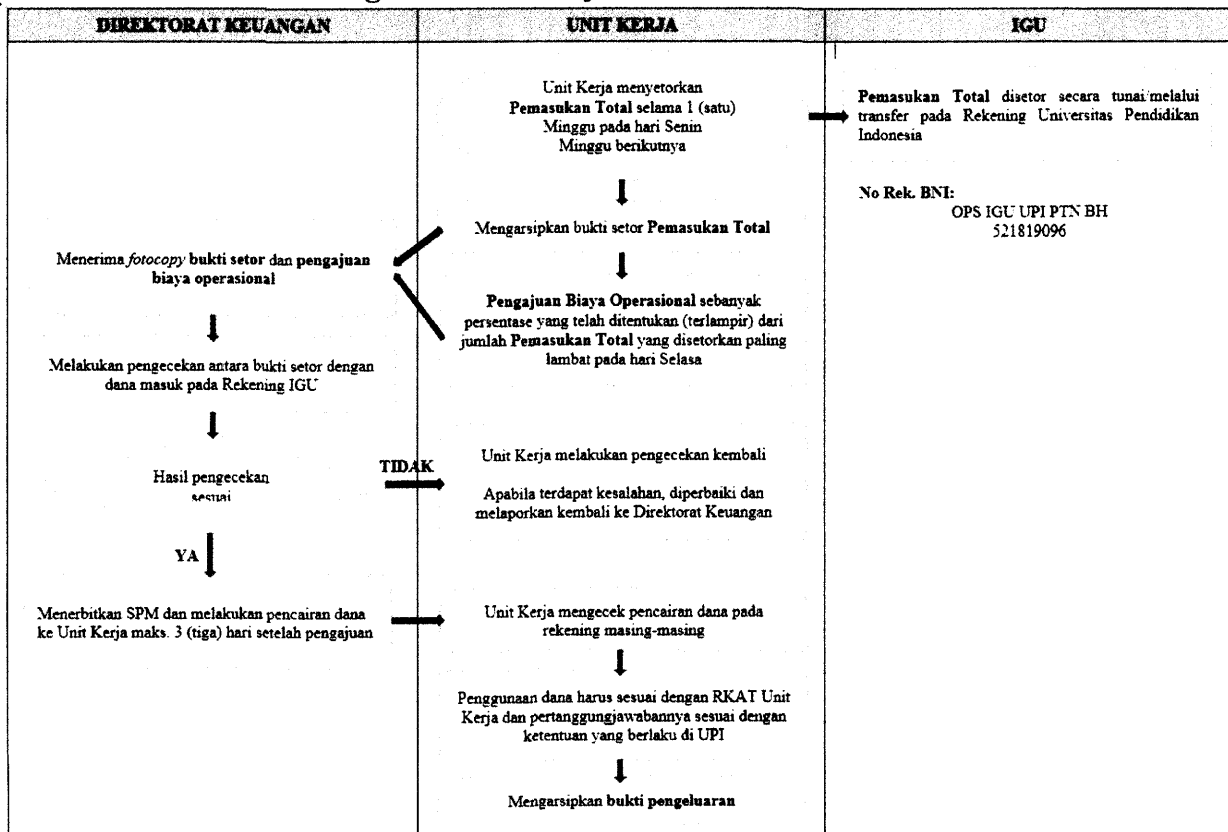 DIREKTORAT KEUANGAN
UNIT KERJA
IGU
Unit Kerja menyetorkan
Pemasukan Total selama 1 (satu)
Minggu pada hari Senin
Minggu berikutnya
Pemasukan Total disetor secara tunai/melalui
transfer pada Rekening Universitas Pendidikan
Indonesia
No Rek. BNI:
OPS IGU UPI PTN BH
521819096
Mengarsipkan bukti setor Pemasukan Total
Menerima fotocopy bukti setor dan pengajuan
biaya operasional
Pengajuan Biaya Operasional sebanyak
persentase yang telah ditentukan (terlampir) dari
jumlah Pemasukan Total yang disetorkan paling
lambat pada hari Selasa
Melakukan pengecekan antara bukti setor dengan
dana masuk pada Rekening IGU
Hasil pengecekan
sesuai
TIDAK
Unit Kerja melakukan pengecekan kembali
Apabila terdapat kesalahan, diperbaiki dan
melaporkan kembali ke Direktorat Keuangan
YA
Menerbitkan SPM dan melakukan pencairan dana
ke Unit Kerja maks. 3 (tiga) hari setelah pengajuan
Unit Kerja mengecek pencairan dana pada
rekening masing-masing
Penggunaan dana harus sesuai dengan RKAT Unit
Kerja dan pertanggungjawabannya sesuai dengan
ketentuan yang berlaku di UPI
Mengarsipkan bukti pengeluaran